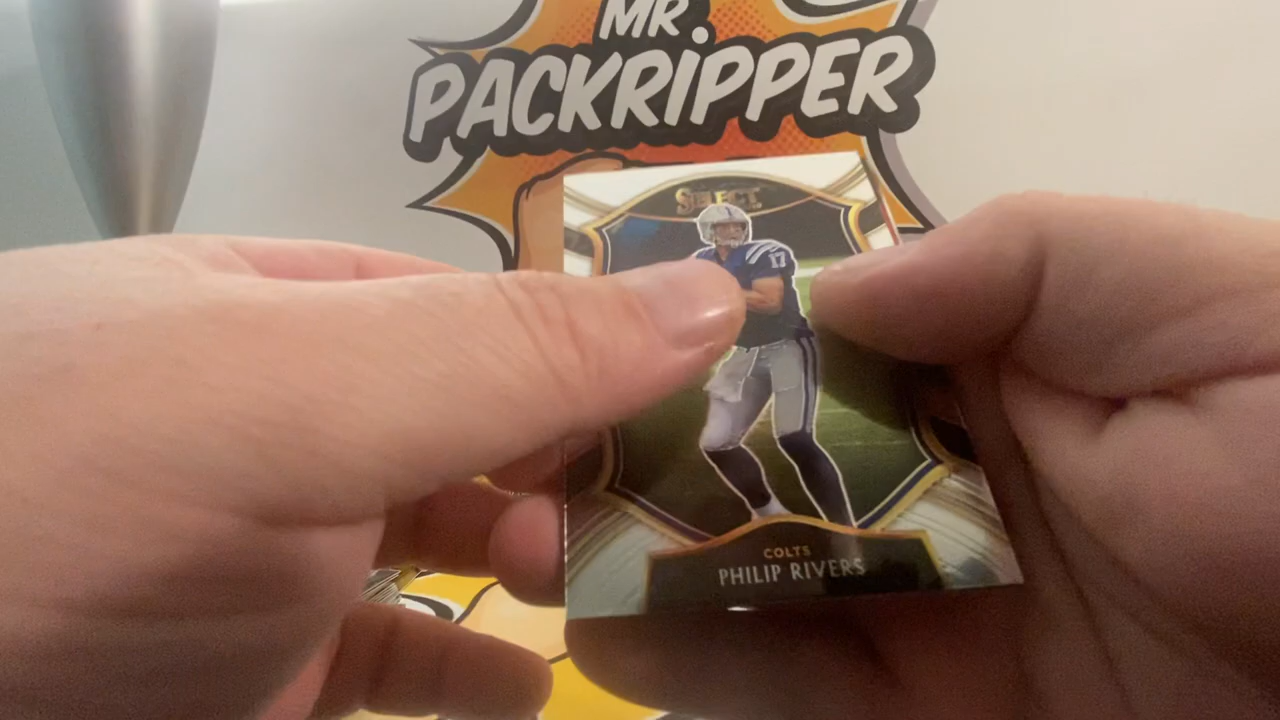 MR.
PACKRIPPER
SELECT
17
COLTS
PHILIP RIVERS